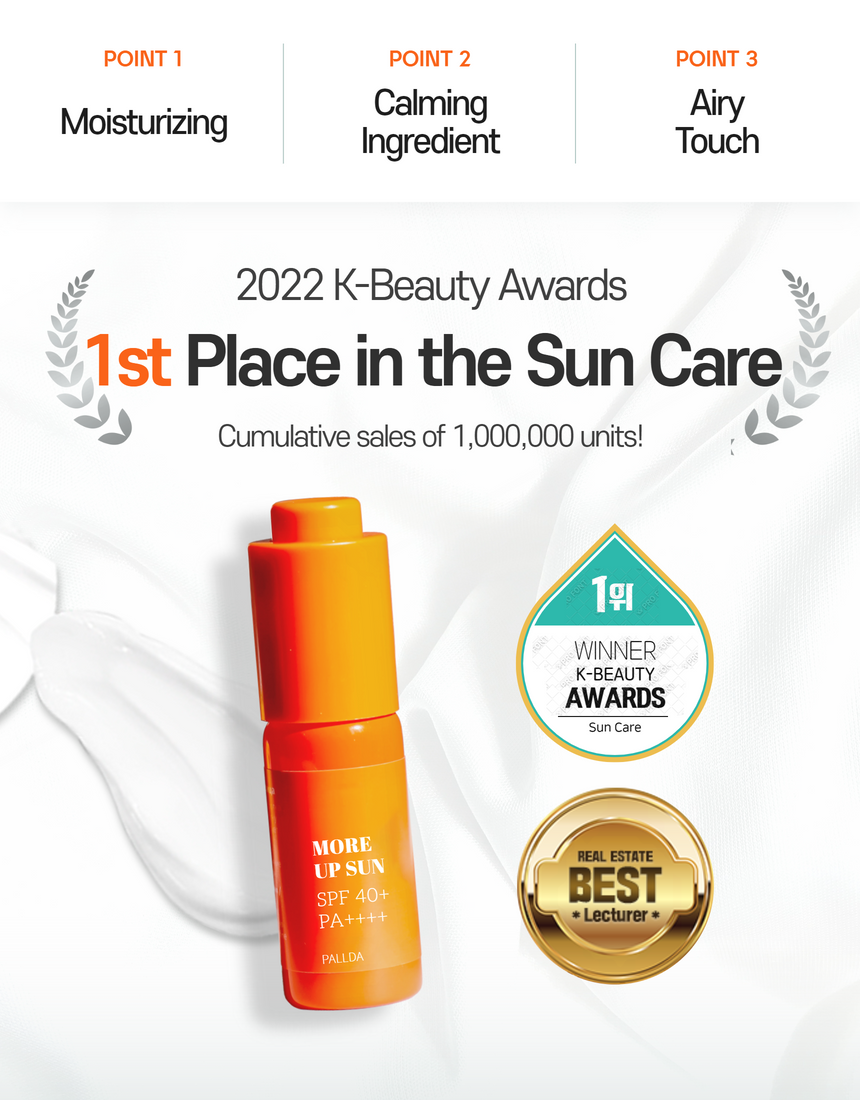 POINT 1
Moisturizing
POINT 2
Calming
Ingredient
POINT 3
Airy
Touch
2022 K-Beauty Awards
1st Place in the Sun Care
Cumulative sales of 1,000,000 units!
MORE
UP SUN
SPF 40+
PA++++
PALLDA
1위
WINNER
K-BEAUTY
AWARDS
Sun Care
REAL ESTATE
BEST
* Lecturer *